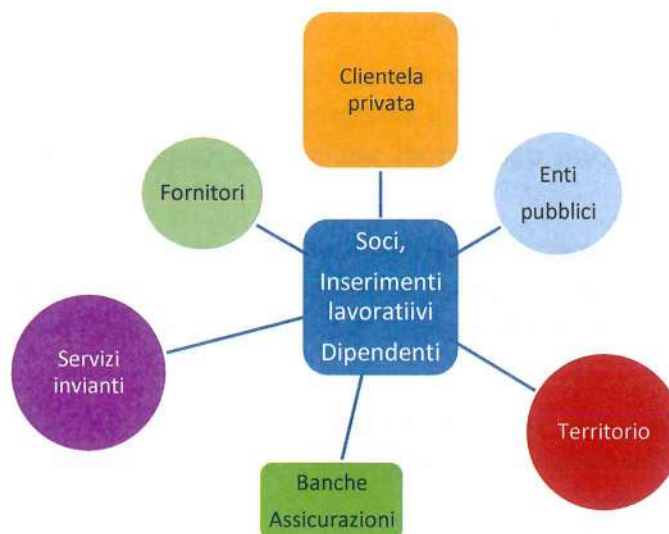 Clientela
privata
Fornitori
Enti
pubblici
Soci,
Inserimenti
lavoratiivi
Dipendenti
Servizi
invianti
Territorio
Banche
Assicurazioni